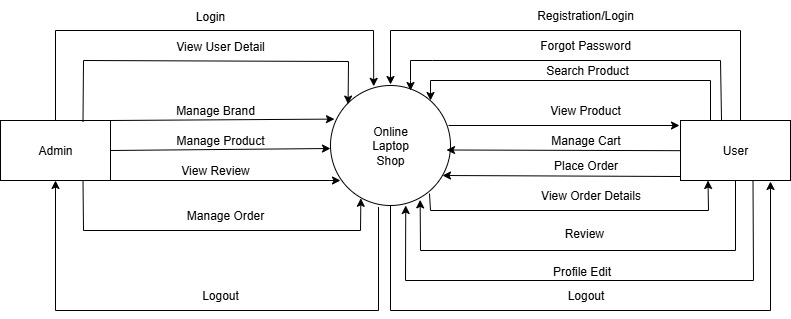 Login
Registration/Login
View User Detail
Forgot Password
Search Product
Manage Brand
View Product
Admin
Manage Product
Online
Laptop
Shop
Manage Cart
User
View Review
Place Order
Manage Order
View Order Details
Review
Profile Edit
Logout
Logout